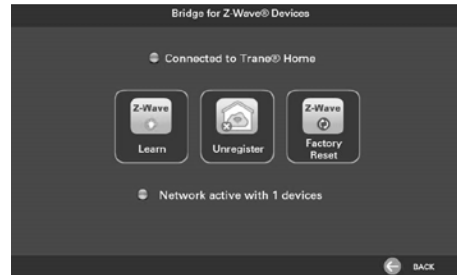 Bridge for Z-Wave® Devices
Connected to Trane® Home
Z-Wave
Learn
Unregister
Z-Wave
Factory
Reset
Network active with 1 devices
BACK